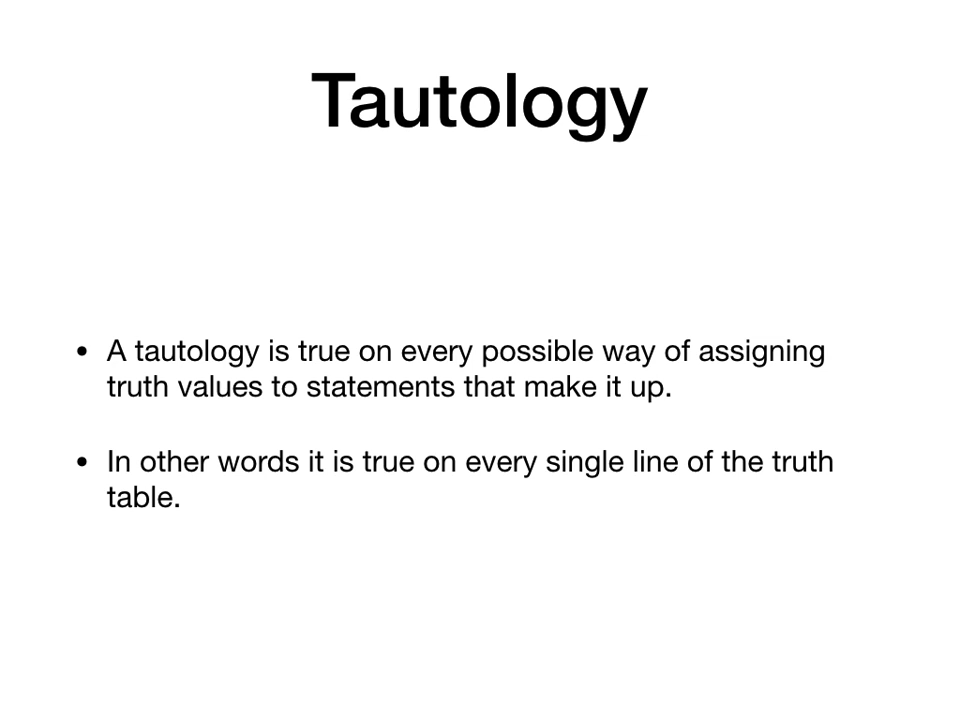 Tautology
• A tautology is true on every possible way of assigning
truth values to statements that make it up.
• In other words it is true on every single line of the truth
table.